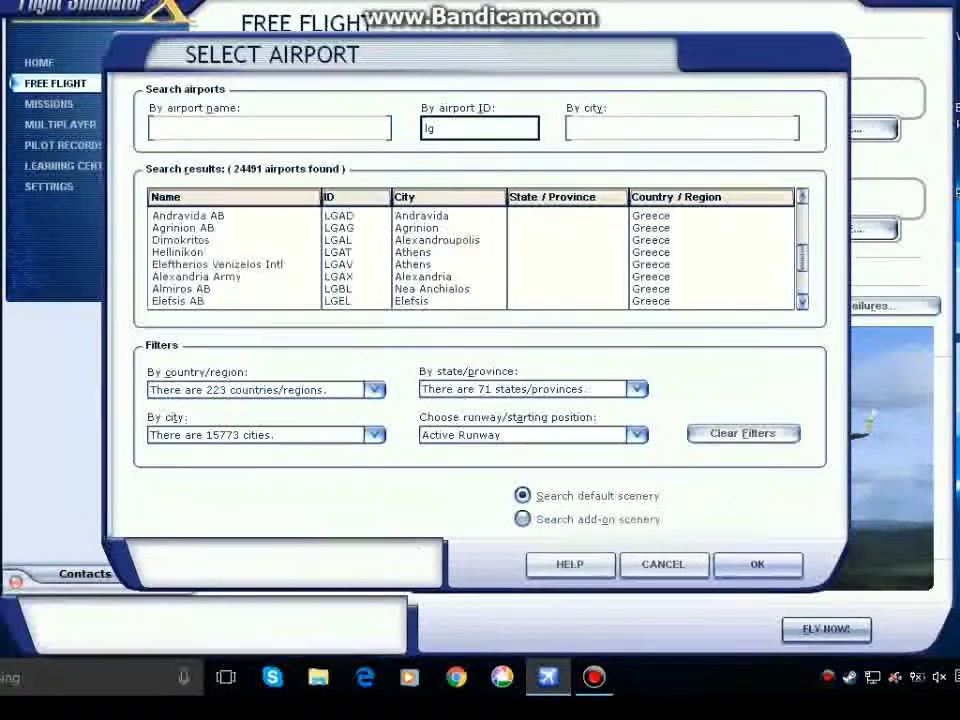 www.Bandicam.com
Flight Simulator X
FREE FLIGHT
SELECT AIRPORT
HOME
FREE FLIGHT
MISSIONS
MULTIPLAYER
PILOT RECORDS
LEARNING CENT
SETTINGS
Search airports
By airport name:
By airport ID:
By city:
lg
Search results: ( 24491 airports found )
Name ID City State / Province Country / Region
Andravida AB LGAD Andravida Greece
Agrinion AB LGAG Agrinion Greece
Dimokritos LGAL Alexandroupolis Greece
Hellinikon LGAT Athens Greece
Eleftherios Venizelos Intl LGAV Athens Greece
Alexandria Army LGAX Alexandria Greece
Almiros AB LGBL Nea Anchialos Greece
Elefsis AB LGEL Elefsis Greece
ailures...
Filters
By country/region:
By state/province:
There are 223 countries/regions.
There are 71 states/provinces.
By city:
Choose runway/starting position:
There are 15773 cities.
Active Runway
Clear Filters
Search default scenery
Search add-on scenery
HELP
CANCEL
OK
Contacts
FLY NOW!
ing